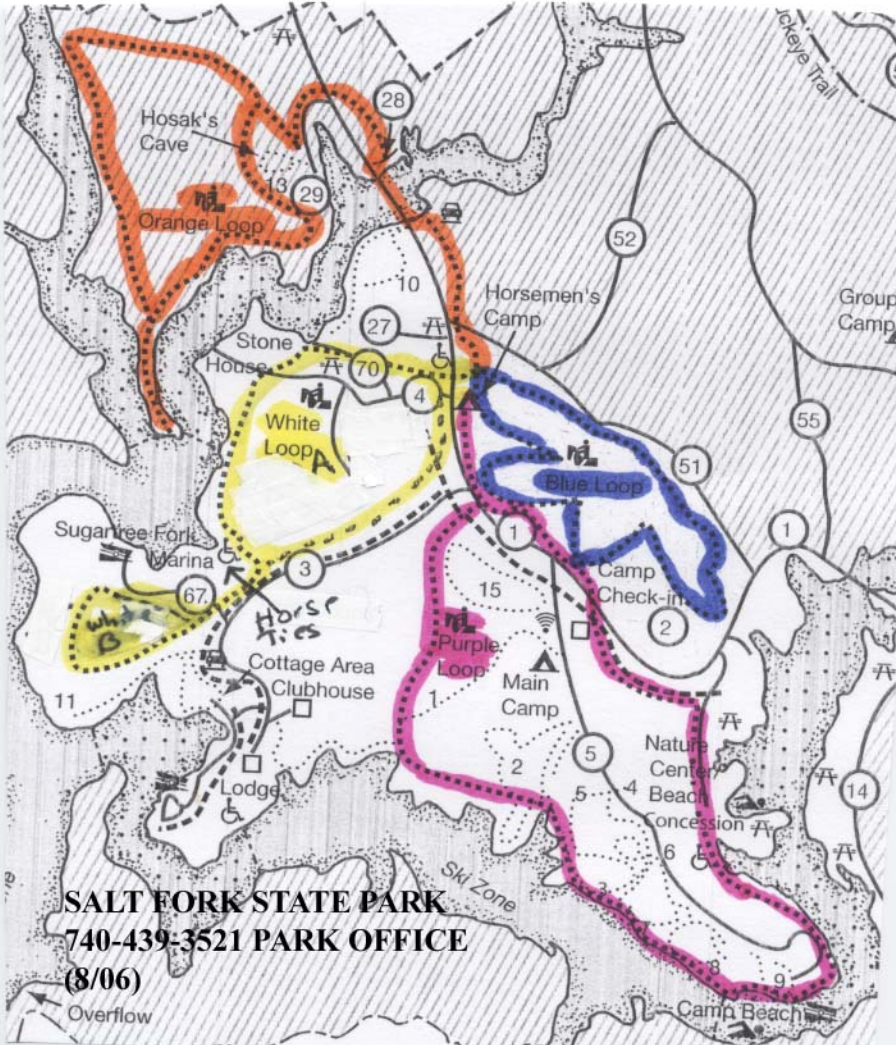 uckeye Trail
28
Hosak's
Cave
13
29
Orange Loop
52
10
Horsemen's
Camp
Group
Camp
27
Stone
House
70
4
55
White
Loop
A
51
Blue Loop
1
1
Sugartree Fork
Marina
3
67
Horse
Ties
15
Camp
Check-in
2
B
Cottage Area
Clubhouse
Purple
Loop
Main
Camp
11
1
2
5
Nature
Center
Beach
Concession
14
Lodge
5
4
6
Ski Zone
3
8
9
SALT FORK STATE PARK
740-439-3521 PARK OFFICE
(8/06)
Overflow
Camp Beach